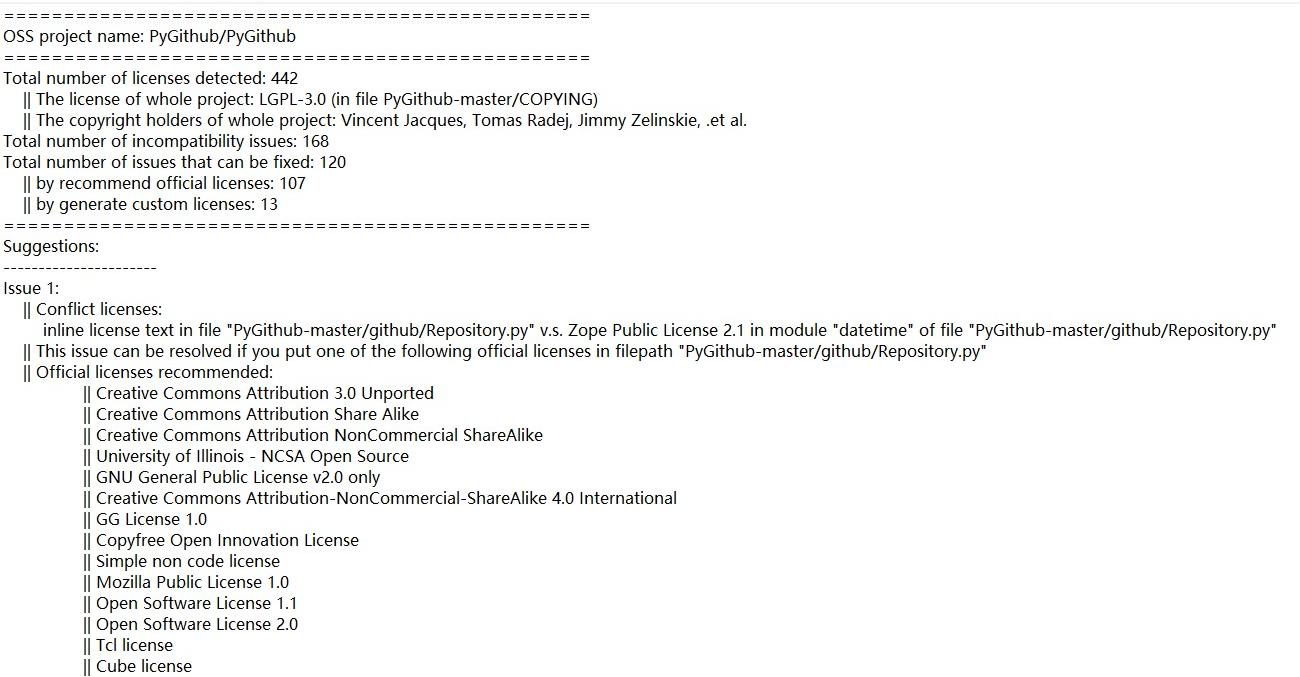 =================================================
OSS project name: PyGithub/PyGithub
=================================================
Total number of licenses detected: 442
|| The license of whole project: LGPL-3.0 (in file PyGithub-master/COPYING)
|| The copyright holders of whole project: Vincent Jacques, Tomas Radej, Jimmy Zelinskie, .et al.
Total number of incompatibility issues: 168
Total number of issues that can be fixed: 120
|| by recommend official licenses: 107
|| by generate custom licenses: 13
=================================================
Suggestions:
----------------------
Issue 1:
|| Conflict licenses:
inline license text in file "PyGithub-master/github/Repository.py" v.s. Zope Public License 2.1 in module "datetime" of file "PyGithub-master/github/Repository.py"
|| This issue can be resolved if you put one of the following official licenses in filepath "PyGithub-master/github/Repository.py"
|| Official licenses recommended:
|| Creative Commons Attribution 3.0 Unported
|| Creative Commons Attribution Share Alike
|| Creative Commons Attribution NonCommercial ShareAlike
|| University of Illinois - NCSA Open Source
|| GNU General Public License v2.0 only
|| Creative Commons Attribution-NonCommercial-ShareAlike 4.0 International
|| GG License 1.0
|| Copyfree Open Innovation License
|| Simple non code license
|| Mozilla Public License 1.0
|| Open Software License 1.1
|| Open Software License 2.0
|| Tcl license
|| Cube license